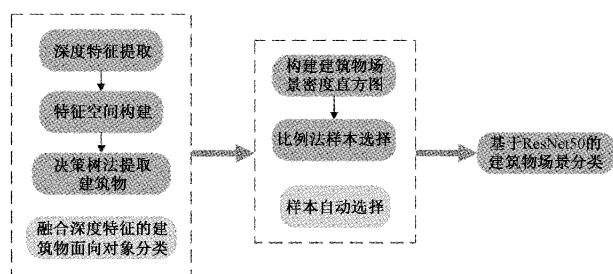 深度特征提取
特征空间构建
决策树法提取
建筑物
融合深度特征的建
筑物面向对象分类
构建建筑物场
景密度直方图
比例法样本选择
样本自动选择
基于ResNet50的
建筑物场景分类